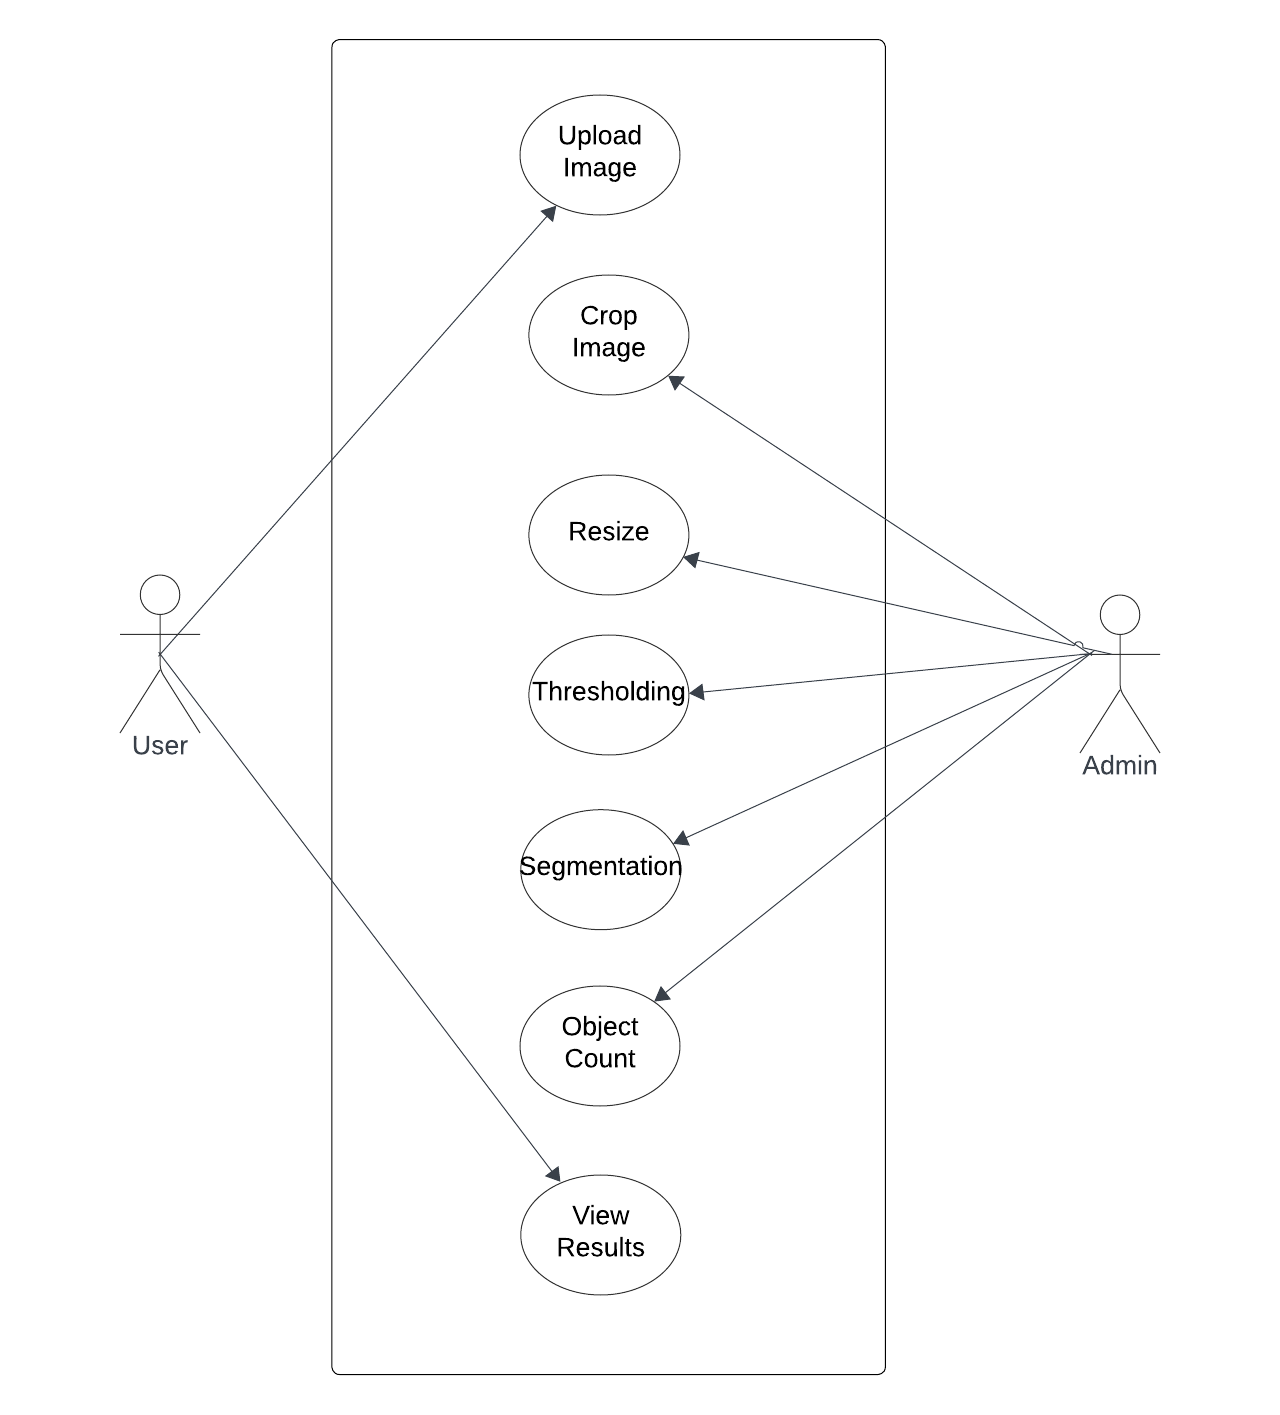 Upload
Image
Crop
Image
Resize
Thresholding
User
Admin
Segmentation
Object
Count
View
Results